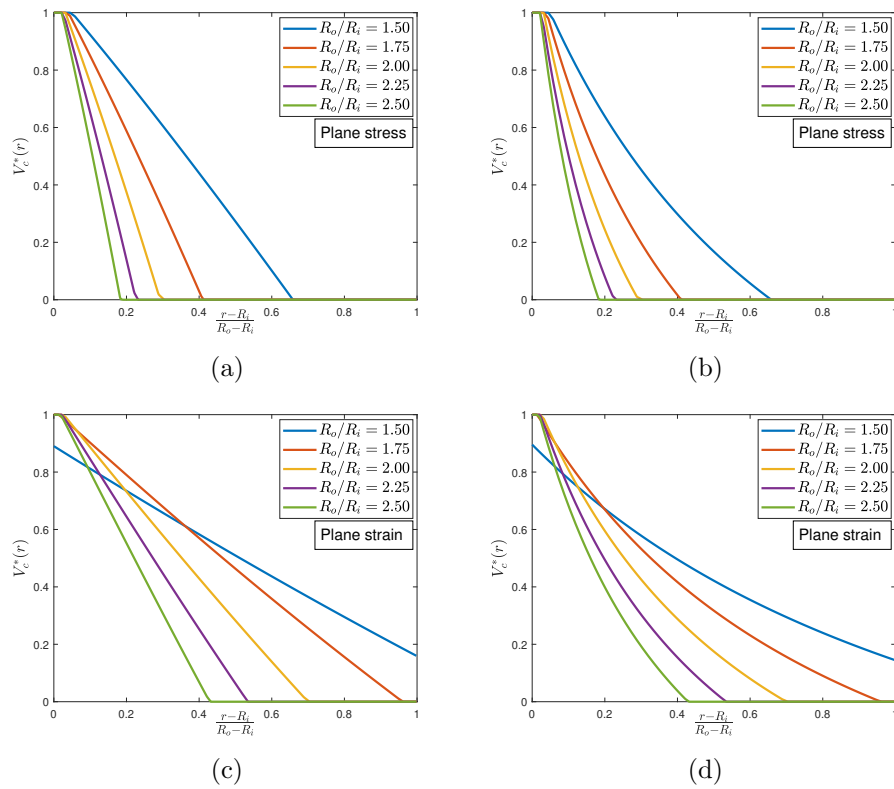 1
0.8
0.6
0.4
0.2
0
0 0.2 0.4 0.6 0.8 1
V_c^*(r)
\frac{r-R_i}{R_o-R_i}
R_o/R_i = 1.50
R_o/R_i = 1.75
R_o/R_i = 2.00
R_o/R_i = 2.25
R_o/R_i = 2.50
Plane stress
(a)
1
0.8
0.6
0.4
0.2
0
0 0.2 0.4 0.6 0.8 1
V_c^*(r)
\frac{r-R_i}{R_o-R_i}
R_o/R_i = 1.50
R_o/R_i = 1.75
R_o/R_i = 2.00
R_o/R_i = 2.25
R_o/R_i = 2.50
Plane stress
(b)
1
0.8
0.6
0.4
0.2
0
0 0.2 0.4 0.6 0.8 1
V_c^*(r)
\frac{r-R_i}{R_o-R_i}
R_o/R_i = 1.50
R_o/R_i = 1.75
R_o/R_i = 2.00
R_o/R_i = 2.25
R_o/R_i = 2.50
Plane strain
(c)
1
0.8
0.6
0.4
0.2
0
0 0.2 0.4 0.6 0.8 1
V_c^*(r)
\frac{r-R_i}{R_o-R_i}
R_o/R_i = 1.50
R_o/R_i = 1.75
R_o/R_i = 2.00
R_o/R_i = 2.25
R_o/R_i = 2.50
Plane strain
(d)